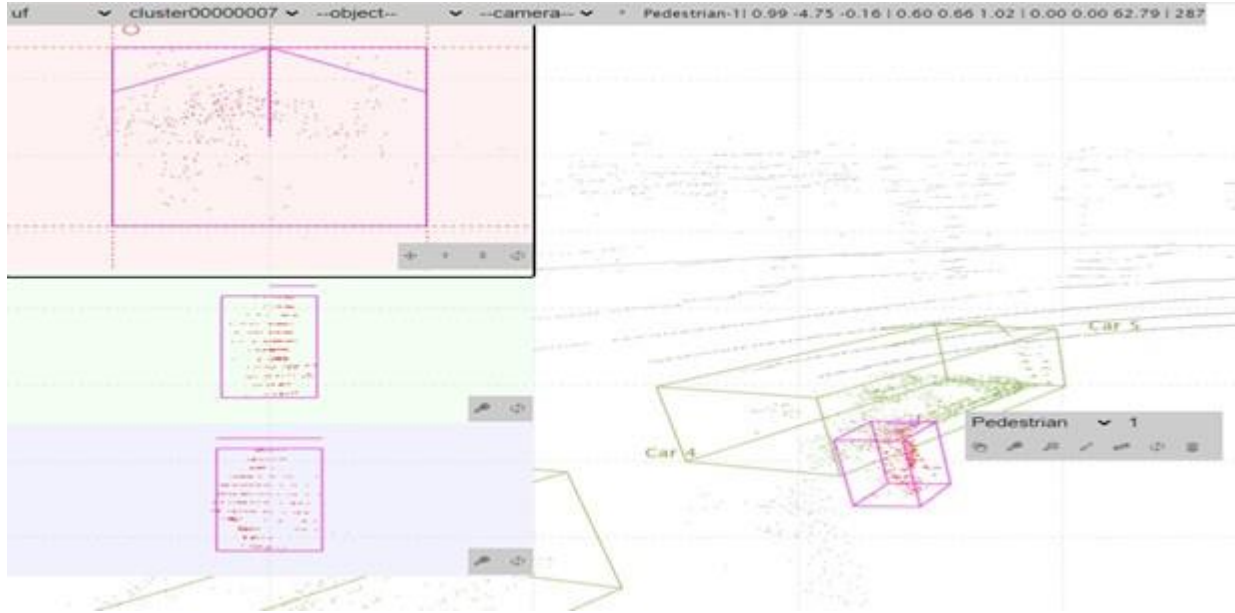 uf cluster00000007 --object-- --camera-- Pedestrian-1| 0.99 -4.75 -0.16 | 0.60 0.66 1.02 | 0.00 0.00 62.79 | 287
Car 5
Pedestrian 1
Car 4